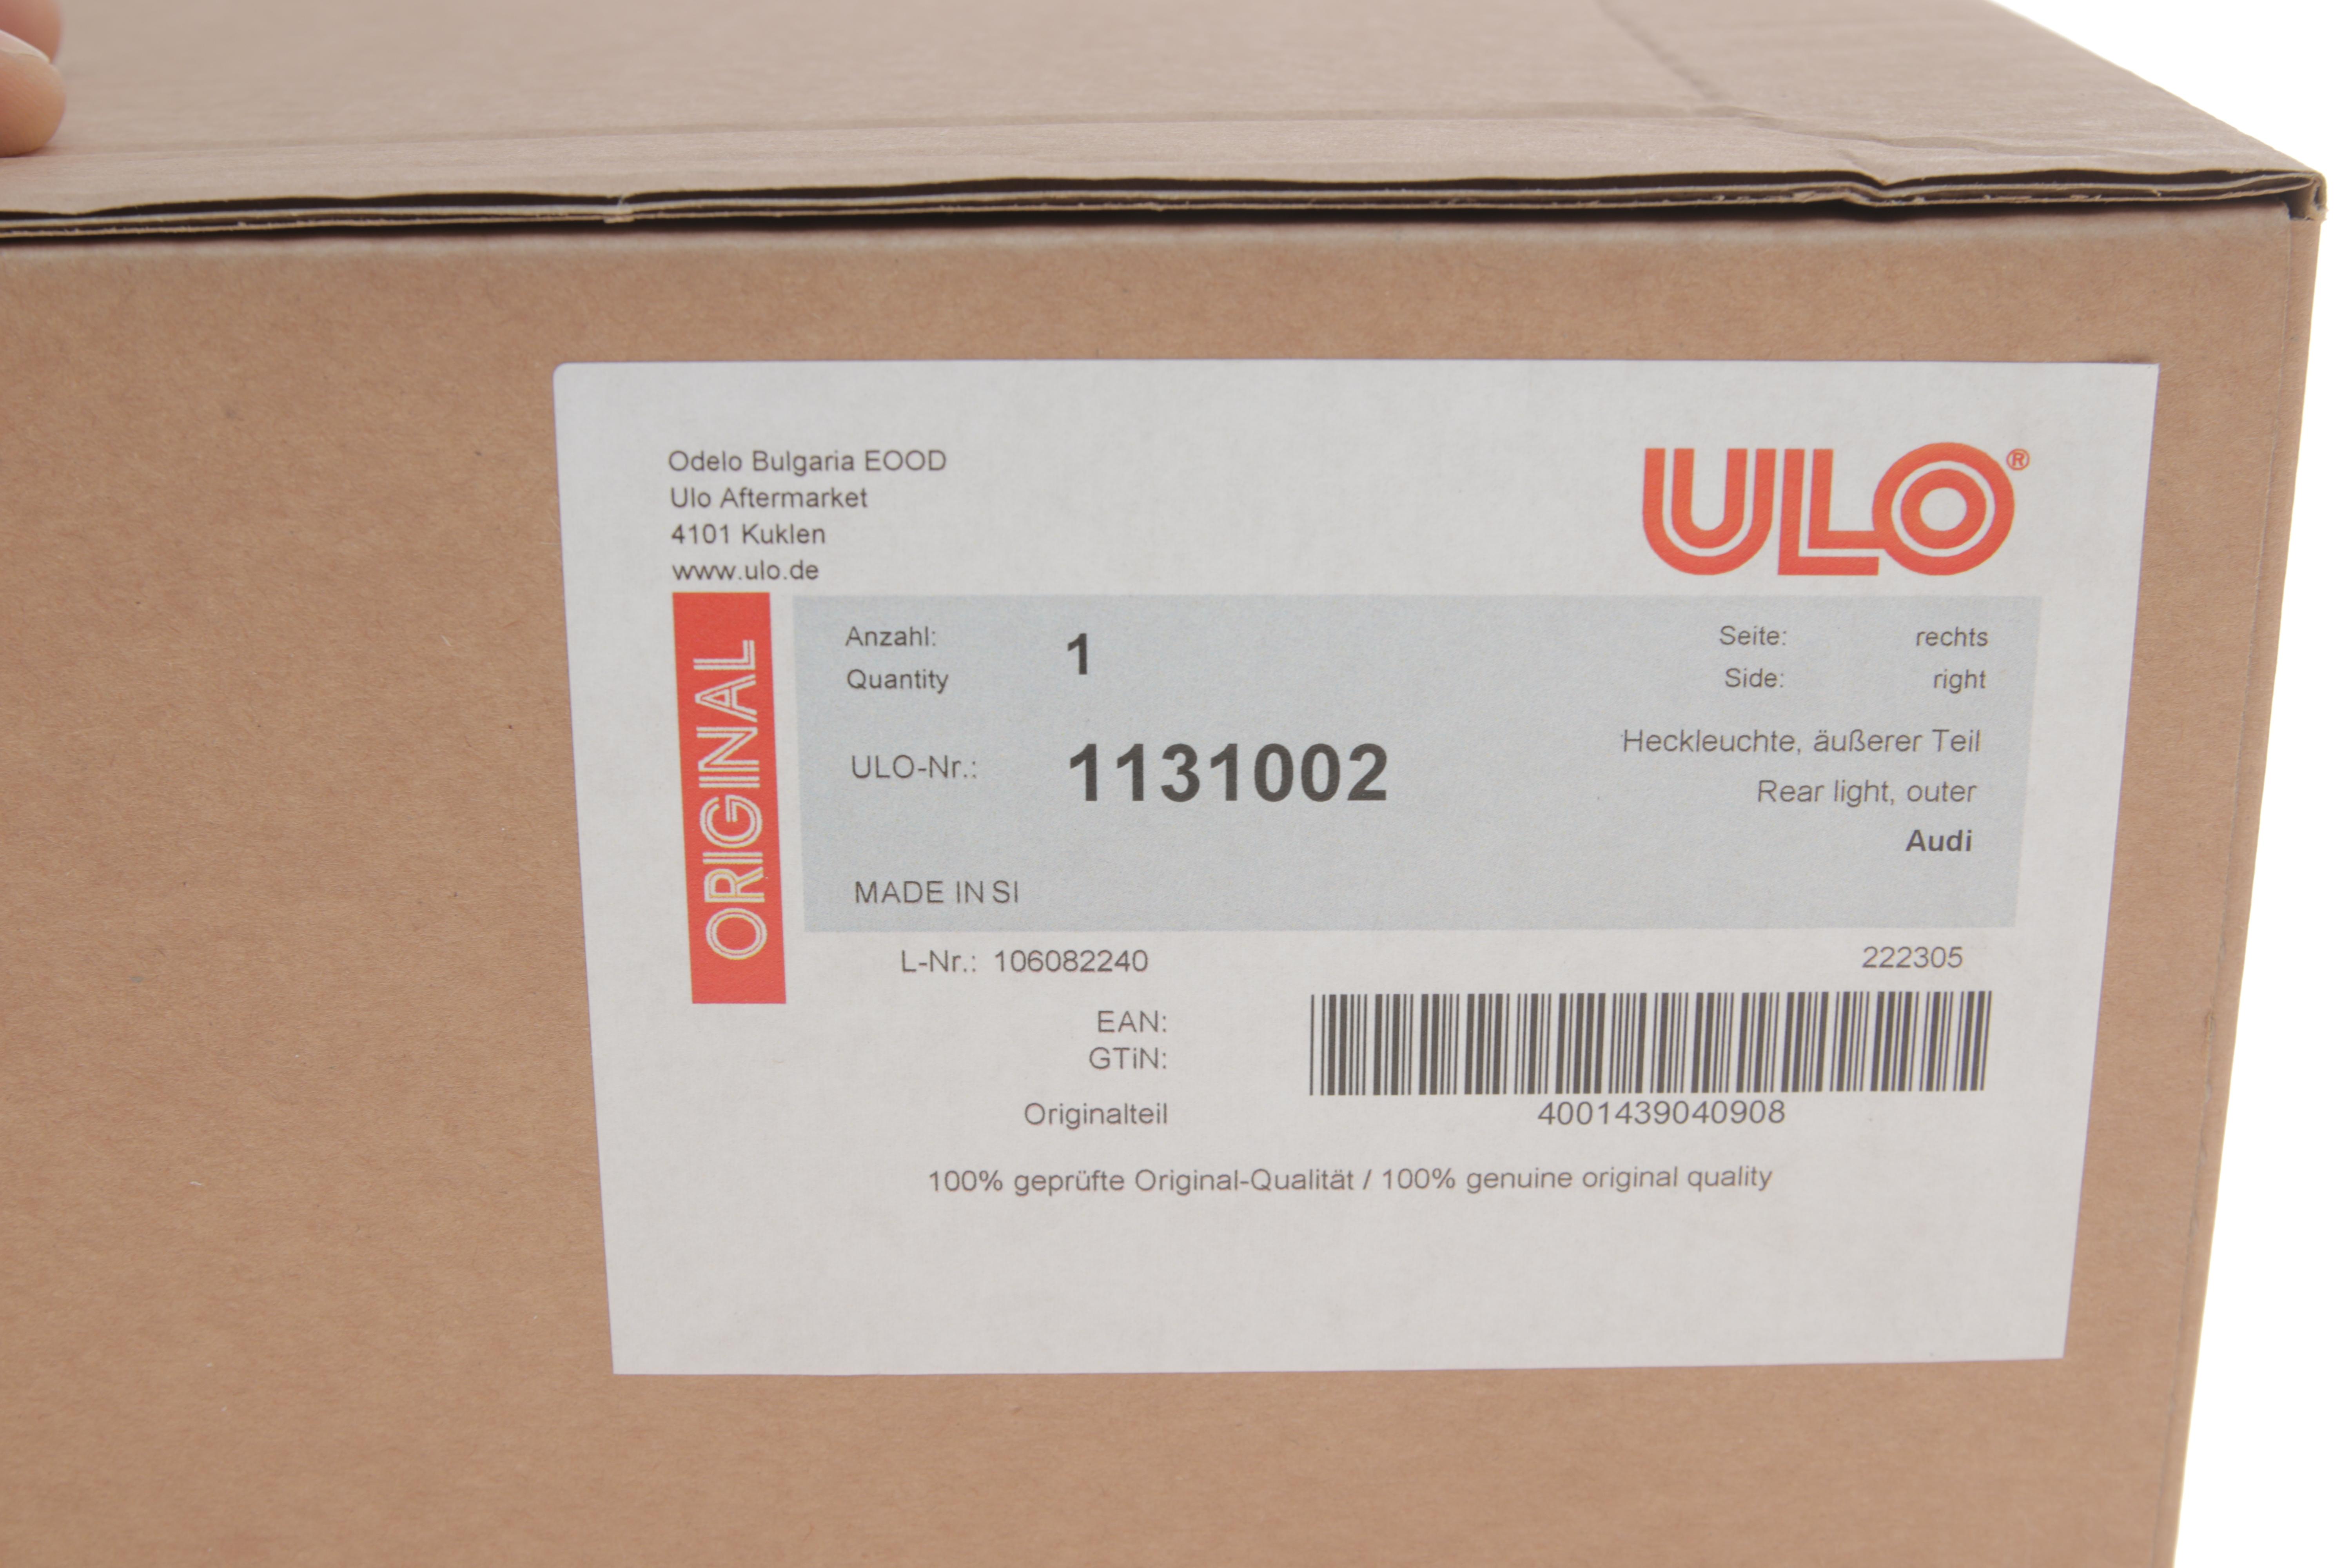 Odelo Bulgaria EOOD
Ulo Aftermarket
4101 Kuklen
www.ulo.de
ULO®
ORIGINAL
Anzahl: 1
Quantity
Seite: rechts
Side: right
ULO-Nr.: 1131002
Heckleuchte, äußerer Teil
Rear light, outer
Audi
MADE IN SI
L-Nr.: 106082240 222305
EAN:
GTiN:
Originalteil 4001439040908
100% geprüfte Original-Qualität / 100% genuine original quality